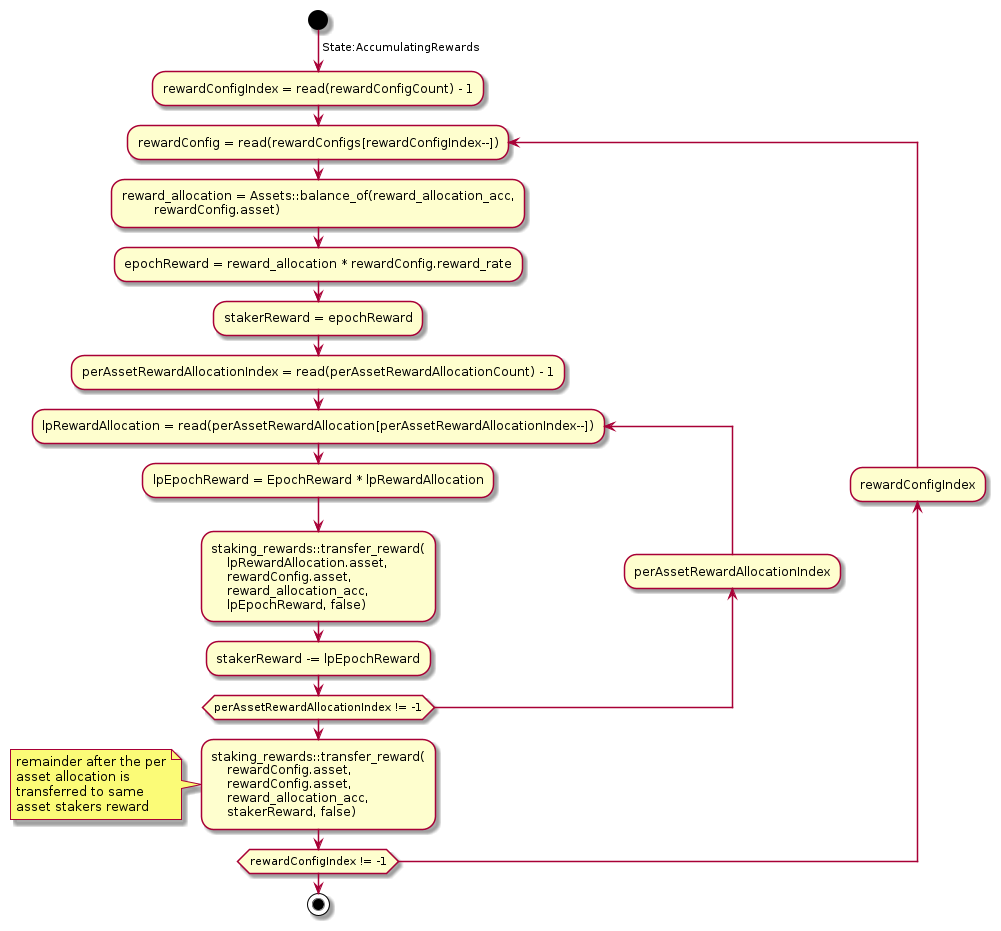 State:AccumulatingRewards
rewardConfigIndex = read(rewardConfigCount) - 1
rewardConfig = read(rewardConfigs[rewardConfigIndex--])
reward_allocation = Assets::balance_of(reward_allocation_acc,
rewardConfig.asset)
epochReward = reward_allocation * rewardConfig.reward_rate
stakerReward = epochReward
perAssetRewardAllocationIndex = read(perAssetRewardAllocationCount) - 1
lpRewardAllocation = read(perAssetRewardAllocation[perAssetRewardAllocationIndex--])
lpEpochReward = EpochReward * lpRewardAllocation
rewardConfigIndex
staking_rewards::transfer_reward(
lpRewardAllocation.asset,
rewardConfig.asset,
reward_allocation_acc,
lpEpochReward, false)
perAssetRewardAllocationIndex
stakerReward -= lpEpochReward
perAssetRewardAllocationIndex != -1
staking_rewards::transfer_reward(
rewardConfig.asset,
rewardConfig.asset,
reward_allocation_acc,
stakerReward, false)
remainder after the per
asset allocation is
transferred to same
asset stakers reward
rewardConfigIndex != -1